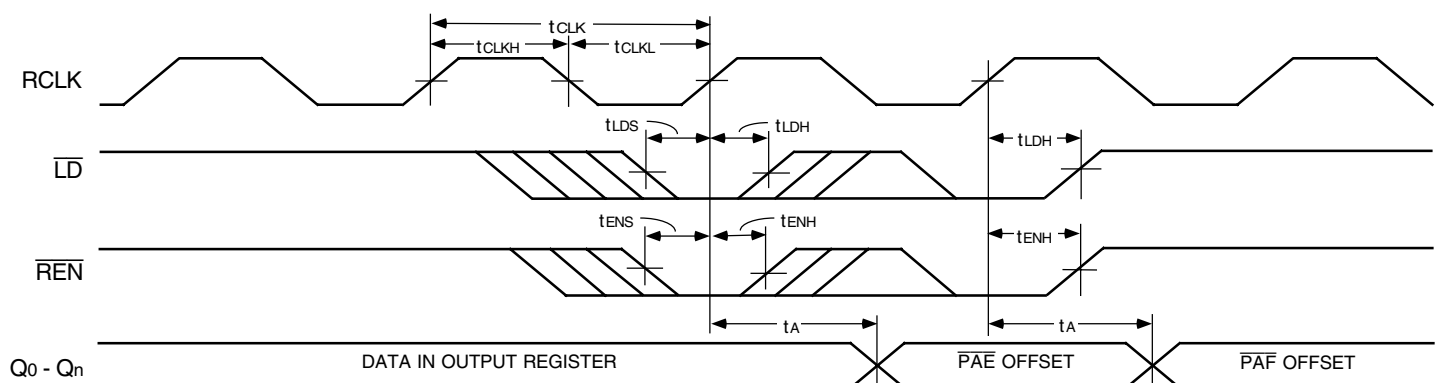 tCLK
tCLKH tCLKL
RCLK
tLDS tLDH tLDH
LD
tENS tENH tENH
REN
tA tA
Q0 - Qn DATA IN OUTPUT REGISTER PAE OFFSET PAF OFFSET